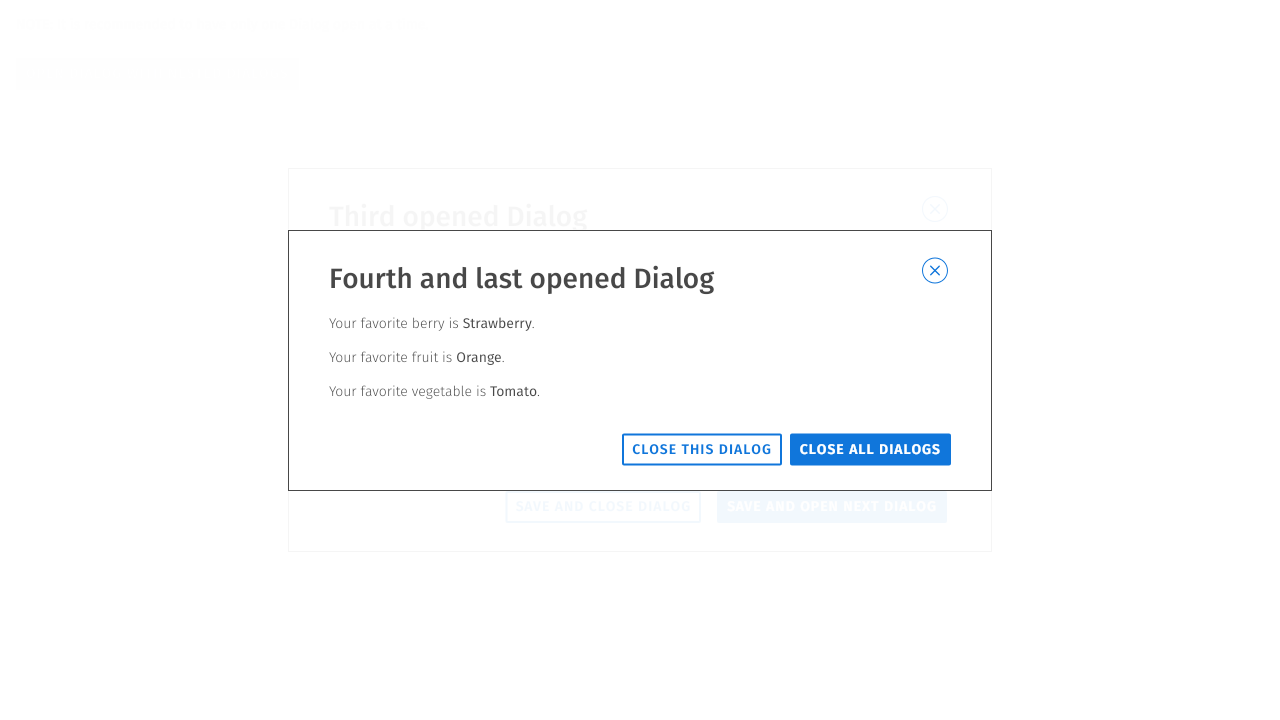 Third opened Dialog
Fourth and last opened Dialog
Your favorite berry is Strawberry.
Your favorite fruit is Orange.
Your favorite vegetable is Tomato.
CLOSE THIS DIALOG CLOSE ALL DIALOGS
SAVE AND CLOSE DIALOG SAVE AND OPEN NEXT DIALOG